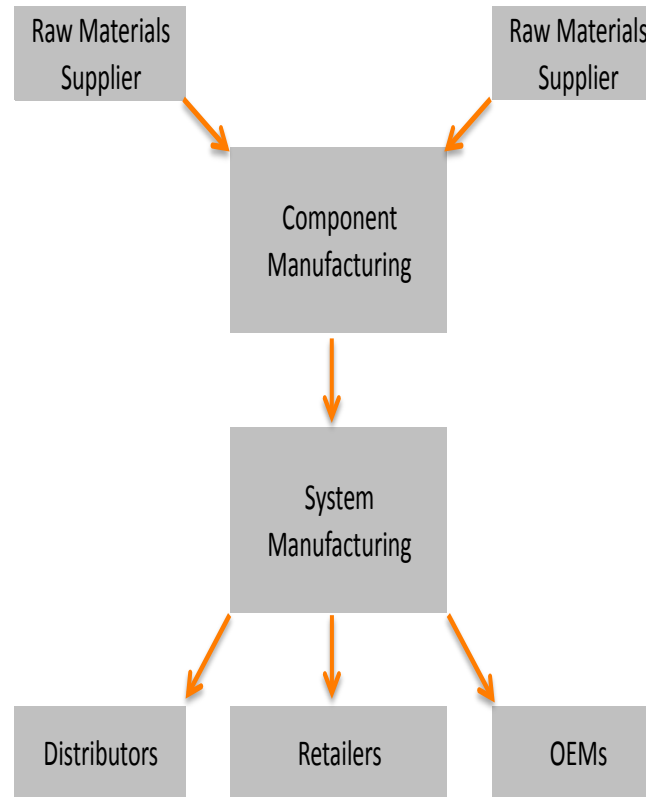 Raw Materials
Supplier
Raw Materials
Supplier
Component
Manufacturing
System
Manufacturing
Distributors
Retailers
OEMs